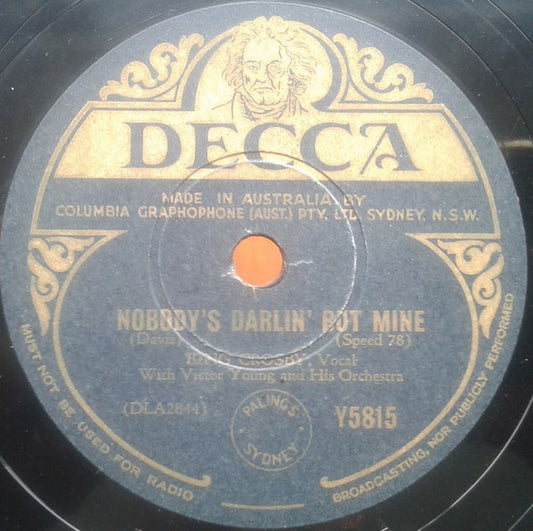 DECCA
MADE IN AUSTRALIA BY
COLUMBIA GRAPHOPHONE (AUST.) PTY. LTD. SYDNEY. N.S.W.
NOBODY'S DARLIN' BUT MINE
(Davis) (Speed 78)
BING CROSBY, Vocal
With Victor Young and His Orchestra
(DLA2844)
PALING'S
SYDNEY
Y5815
MUST NOT BE USED FOR RADIO BROADCASTING, NOR PUBLICLY PERFORMED